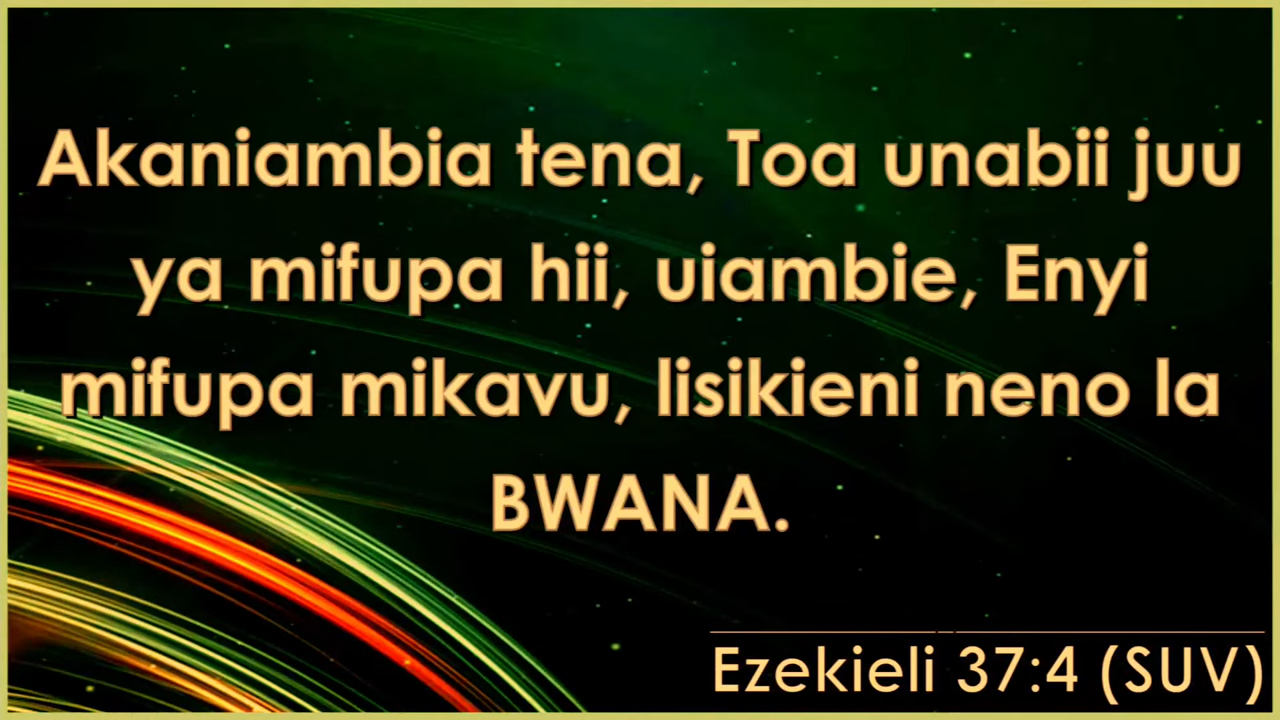 Akaniambia tena, Toa unabii juu
ya mifupa hii, uiambie, Enyi
mifupa mikavu, lisikieni neno la
BWANA.
Ezekieli 37:4 (SUV)